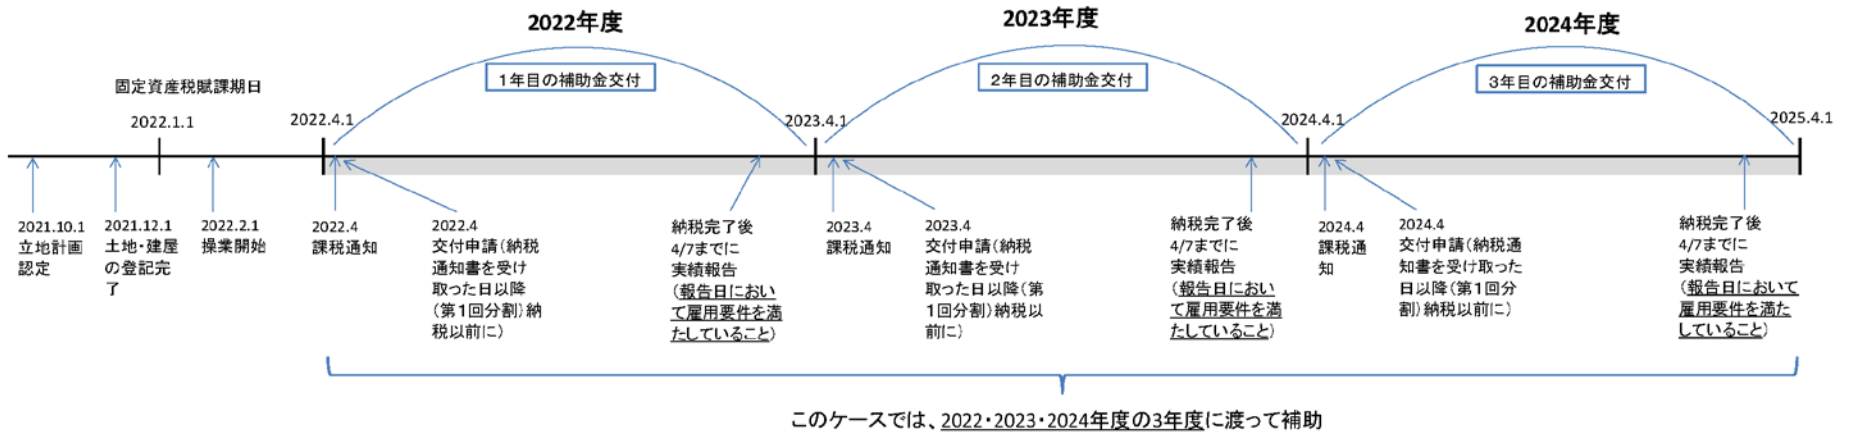 2022年度
2023年度
2024年度
1年目の補助金交付
2年目の補助金交付
3年目の補助金交付
固定資産税賦課期日
2022.1.1
2022.4.1
2023.4.1
2024.4.1
2025.4.1
2021.10.1
立地計画
認定
2021.12.1
土地・建屋
の登記完
了
2022.2.1
操業開始
2022.4
課税通知
2022.4
交付申請(納税
通知書を受け
取った日以降
(第1回分割)納
税以前に)
納税完了後
4/7までに
実績報告
(報告日におい
て雇用要件を満
たしていること)
2023.4
課税通知
2023.4
交付申請(納税
通知書を受け
取った日以降(第
1回分割)納税以
前に)
納税完了後
4/7までに
実績報告
(報告日におい
て雇用要件を満
たしていること)
2024.4
課税通
知
2024.4
交付申請(納税通
知書を受け取った
日以降(第1回分
割)納税以前に)
納税完了後
4/7までに
実績報告
(報告日において
雇用要件を満た
していること)
このケースでは、2022・2023・2024年度の3年度に渡って補助